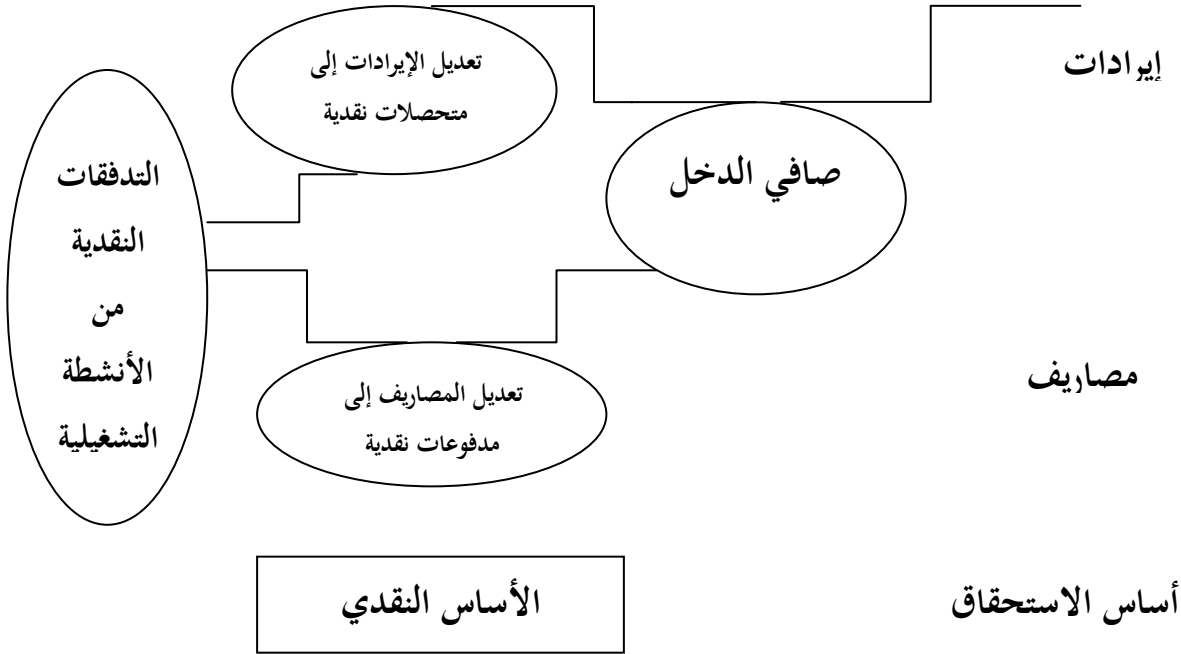 إيرادات
تعديل الإيرادات إلى
متحصلات نقدية
صافي الدخل
التدفقات
النقدية
من
الأنشطة
التشغيلية
مصاريف
تعديل المصاريف إلى
مدفوعات نقدية
أساس الاستحقاق
الأساس النقدي